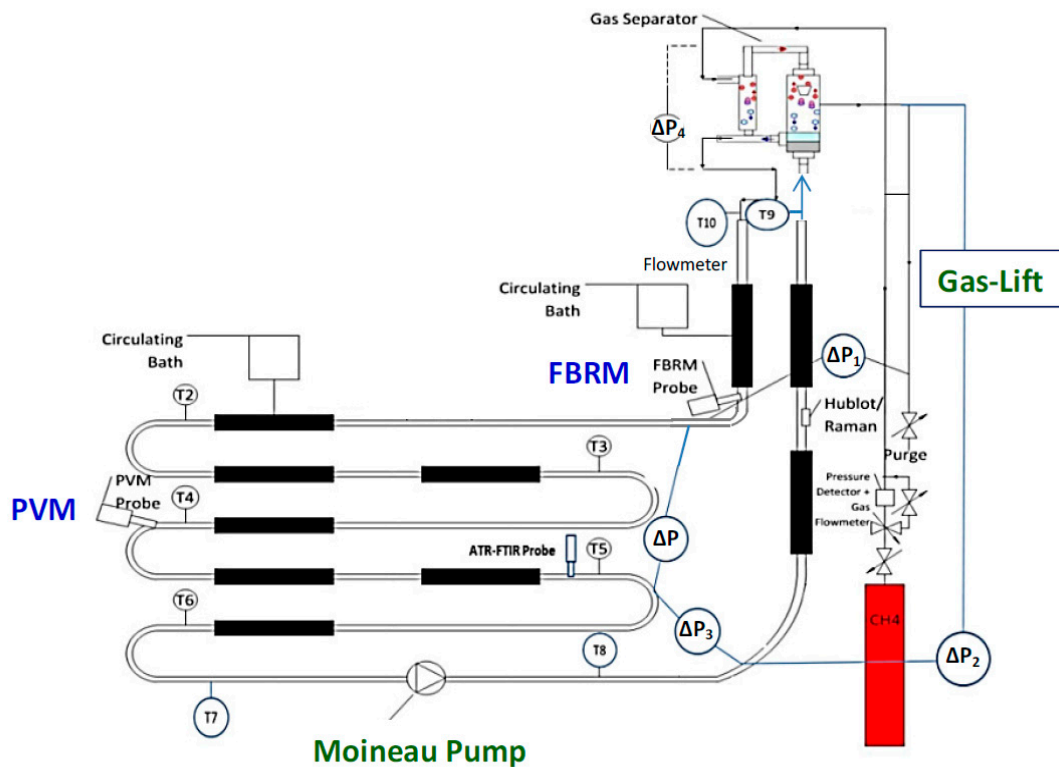 Gas Separator
ΔP4
T10
T9
Flowmeter
Gas-Lift
Circulating
Bath
Circulating
Bath
FBRM
FBRM
Probe
ΔP1
Hublot/
Raman
T2
T3
Purge
PVM
PVM
Probe
T4
Pressure
Detector +
Gas
Flowmeter
ΔP
ATR-FTIR Probe
T5
T6
ΔP3
CH4
T8
ΔP2
T7
Moineau Pump